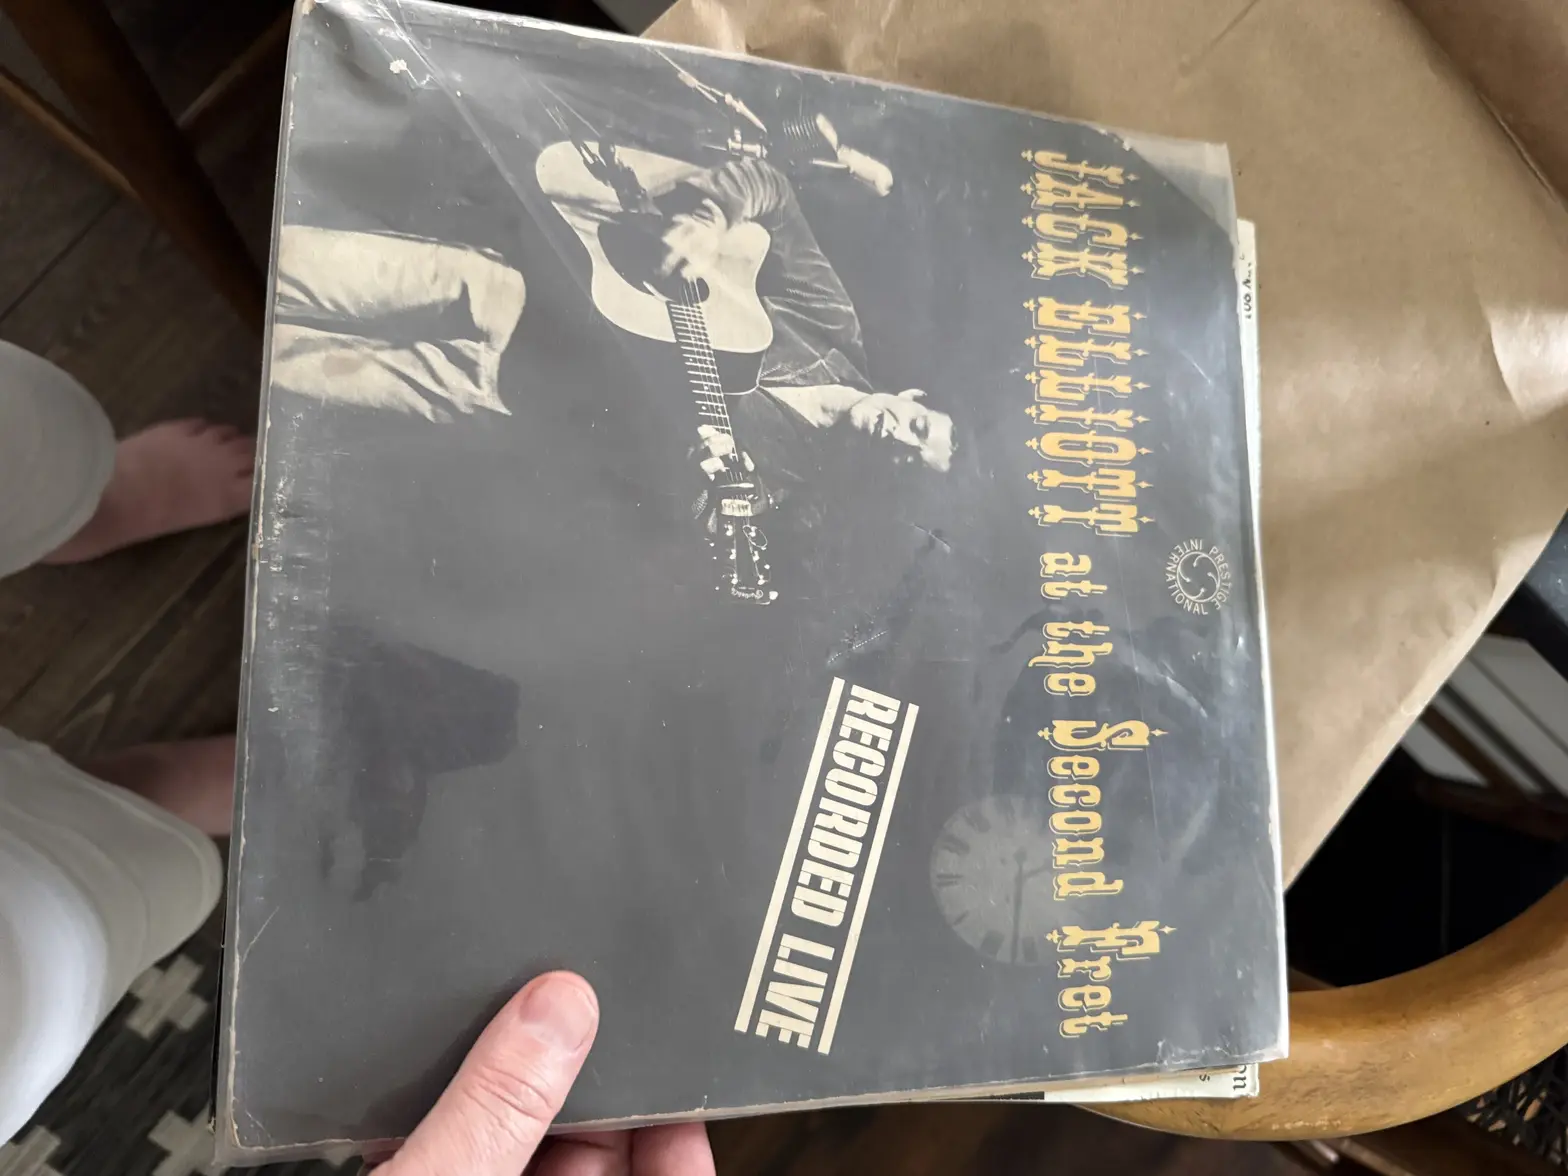 PRESTIGE
INTERNATIONAL
JACK ELLIOTT at the Second Fret
RECORDED LIVE